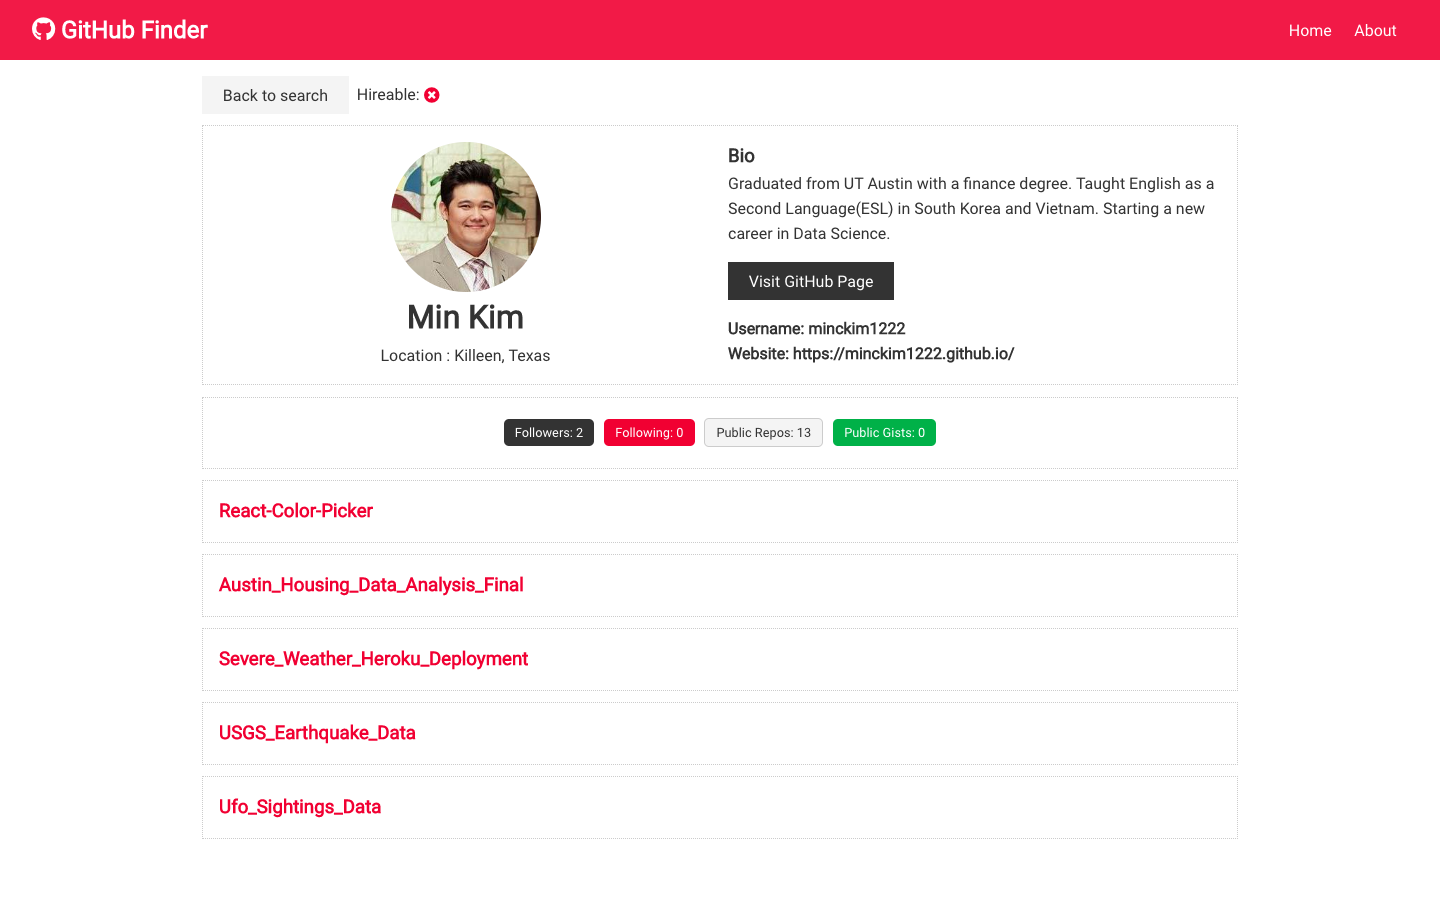 GitHub Finder
Home
About
Back to search
Hireable:
Min Kim
Location : Killeen, Texas
Bio
Graduated from UT Austin with a finance degree. Taught English as a
Second Language(ESL) in South Korea and Vietnam. Starting a new
career in Data Science.
Visit GitHub Page
Username: minckim1222
Website: https://minckim1222.github.io/
Followers: 2
Following: 0
Public Repos: 13
Public Gists: 0
React-Color-Picker
Austin_Housing_Data_Analysis_Final
Severe_Weather_Heroku_Deployment
USGS_Earthquake_Data
Ufo_Sightings_Data